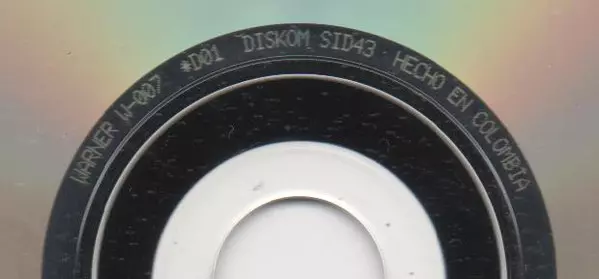 WARNER W-007 *D01 DISKOM SID43 HECHO EN COLOMBIA